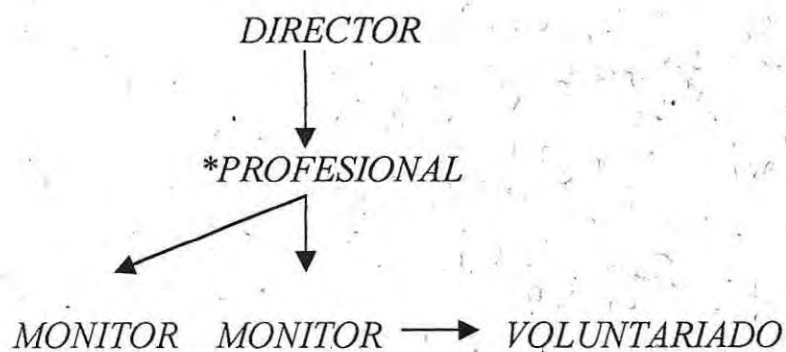 DIRECTOR
*PROFESIONAL
MONITOR MONITOR VOLUNTARIADO